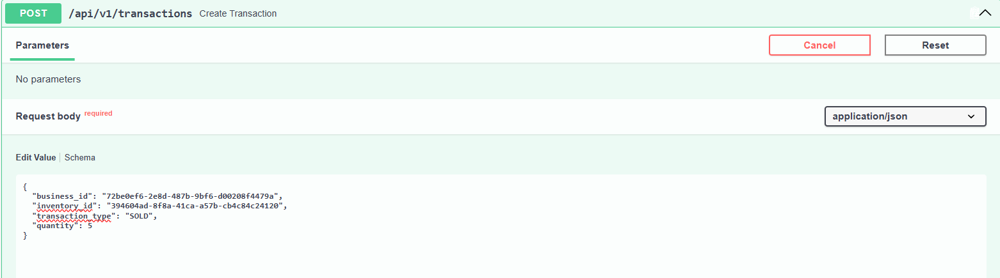 POST /api/v1/transactions Create Transaction
Parameters Cancel Reset
No parameters
Request body required application/json
Edit Value Schema
{
  "business_id": "72be0ef6-2e8d-487b-9bf6-d00208f4479a",
  "inventory_id": "394604ad-8f8a-41ca-a57b-cb4c84c24120",
  "transaction_type": "SOLD",
  "quantity": 5
}